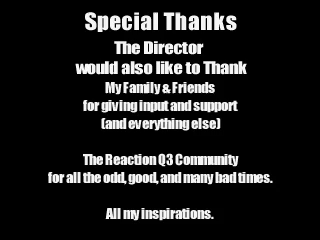 Special Thanks
The Director
would also like to Thank
My Family & Friends
for giving input and support
(and everything else)
The Reaction Q3 Community
for all the odd, good, and many bad times.
All my inspirations.